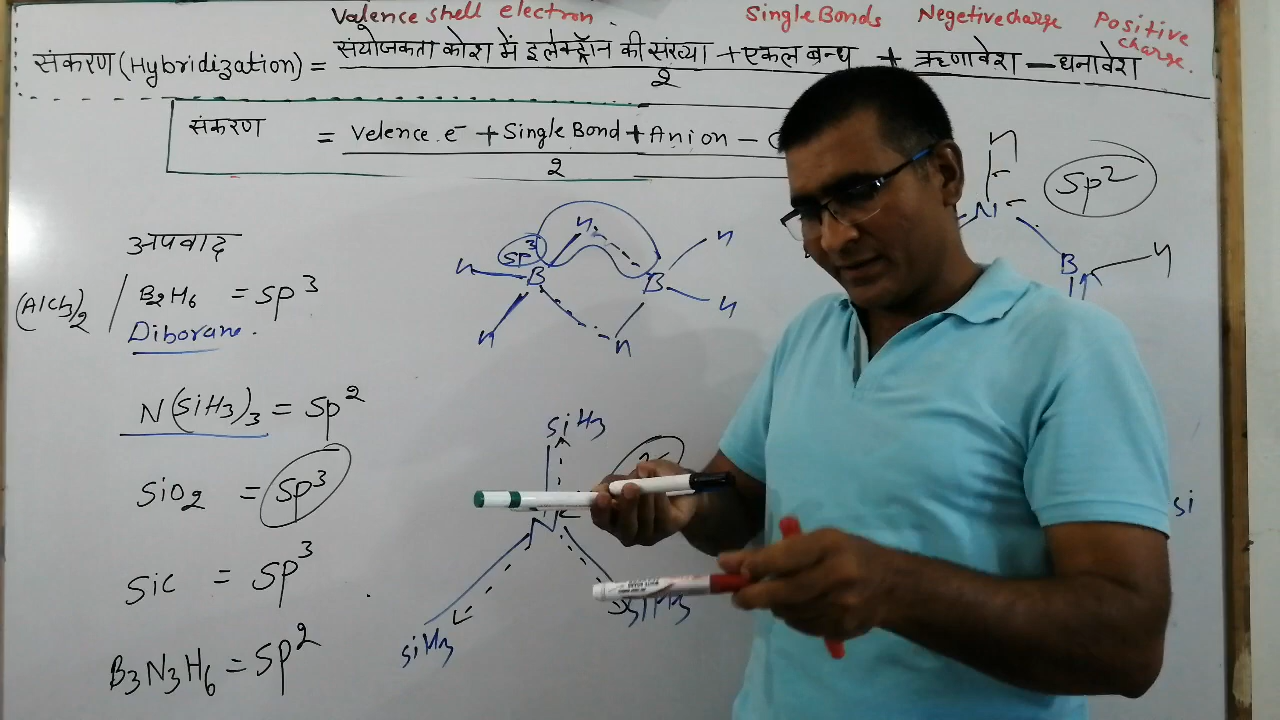 Valence shell electron. Single Bonds Negetive charge Positive charge.
संकरण (Hybridization) = संयोजकता कोश में इलेक्ट्रॉन की संख्या + एकल बन्ध + ऋणावेश — धनावेश
2
संकरण = Velence. e⁻ + Single Bond + Anion —
2
अपवाद
(AlCl3)2 / B2H6 = SP3
Diborane.
N(SiH3)3 = SP2
SiO2 = SP3
SiC = SP3
B3N3H6 = SP2
H
SP3
H B B H
H H H
SiH3
N
SiH3 SiH3
H
SP2
N
B H
Si